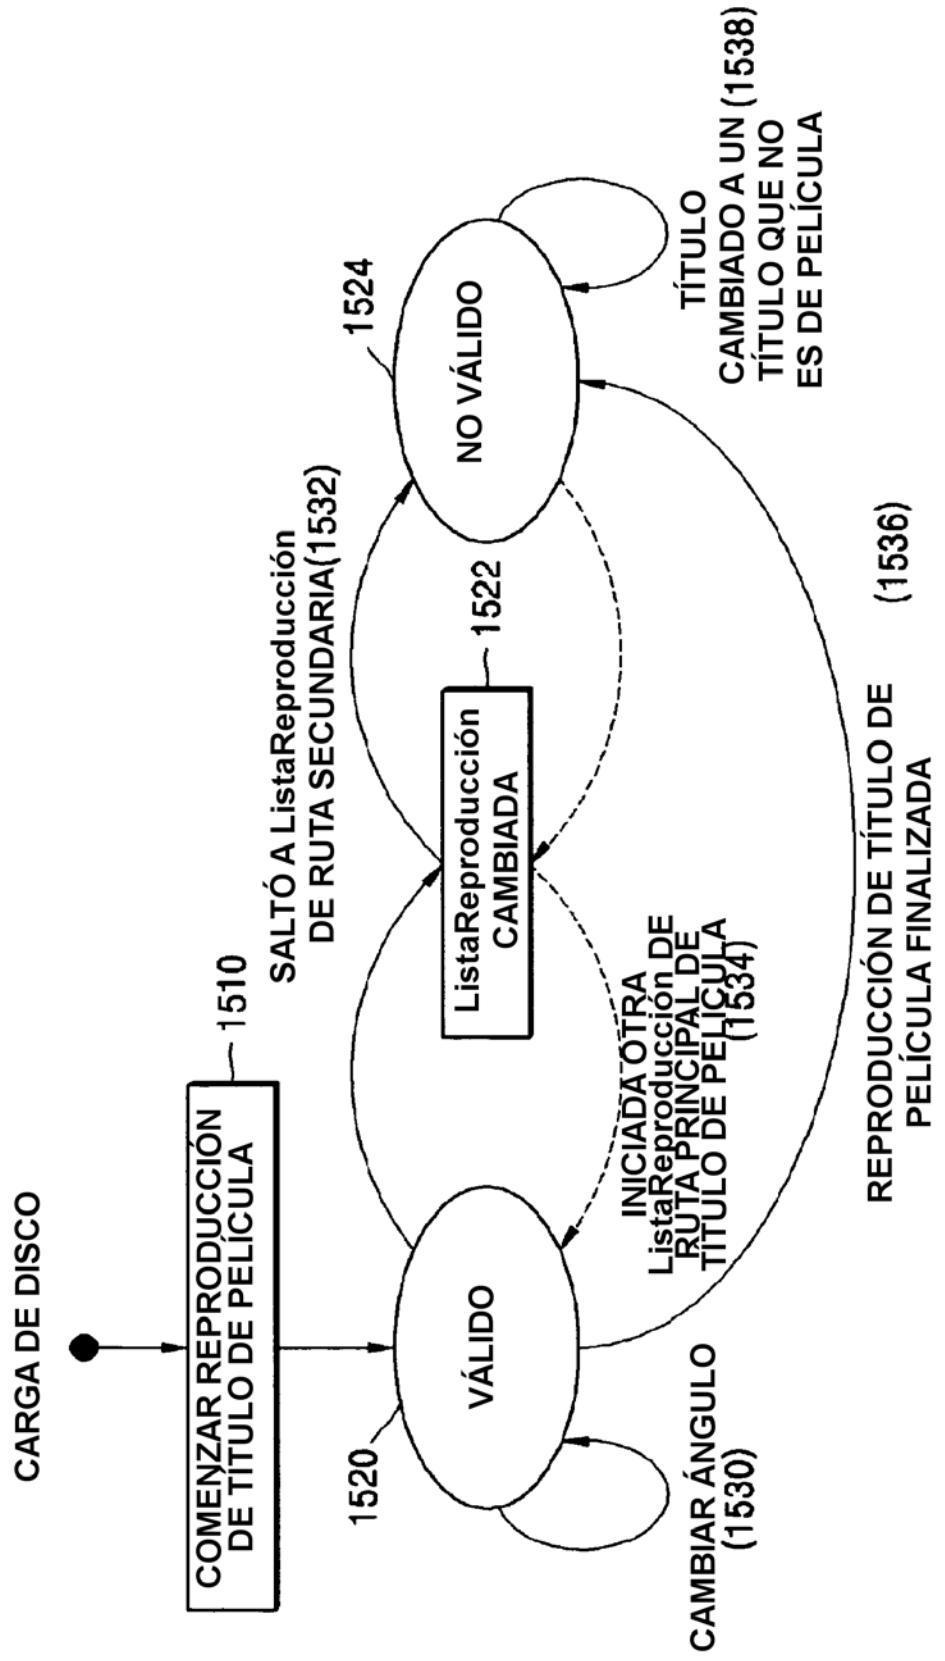 CARGA DE DISCO
COMENZAR REPRODUCCIÓN
DE TÍTULO DE PELÍCULA
1510
1520
VÁLIDO
CAMBIAR ÁNGULO
(1530)
SALTÓ A ListaReproducción
DE RUTA SECUNDARIA(1532)
ListaReproducción
CAMBIADA
1522
INICIADA OTRA
ListaReproducción DE
RUTA PRINCIPAL DE
TÍTULO DE PELÍCULA
(1534)
1524
NO VÁLIDO
TÍTULO
CAMBIADO A UN (1538)
TÍTULO QUE NO
ES DE PELÍCULA
REPRODUCCIÓN DE TÍTULO DE
PELÍCULA FINALIZADA
(1536)